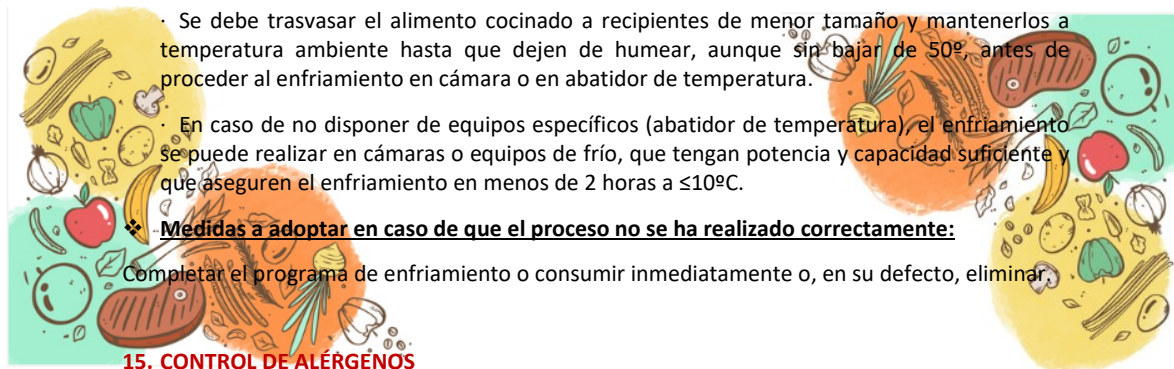 · Se debe trasvasar el alimento cocinado a recipientes de menor tamaño y mantenerlos a
temperatura ambiente hasta que dejen de humear, aunque sin bajar de 50º, antes de
proceder al enfriamiento en cámara o en abatidor de temperatura.
· En caso de no disponer de equipos específicos (abatidor de temperatura), el enfriamiento
se puede realizar en cámaras o equipos de frío, que tengan potencia y capacidad suficiente y
que aseguren el enfriamiento en menos de 2 horas a ≤10ºC.
❖ Medidas a adoptar en caso de que el proceso no se ha realizado correctamente:
Completar el programa de enfriamiento o consumir inmediatamente o, en su defecto, eliminar.
15. CONTROL DE ALÉRGENOS